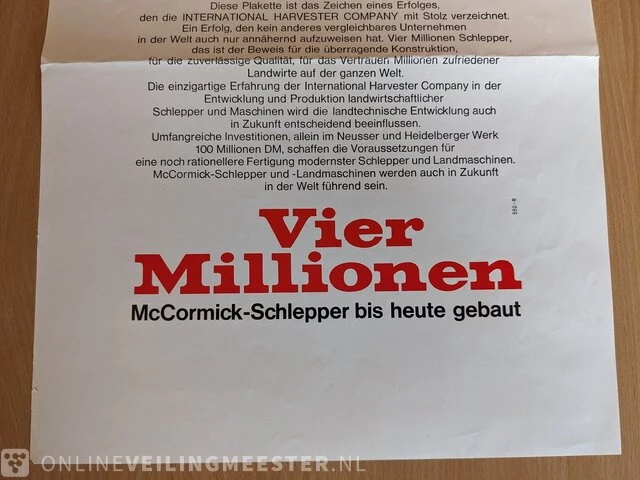 Diese Plakette ist das Zeichen eines Erfolges,
den die INTERNATIONAL HARVESTER COMPANY mit Stolz verzeichnet.
Ein Erfolg, den kein anderes vergleichbares Unternehmen
in der Welt auch nur annähernd aufzuweisen hat. Vier Millionen Schlepper,
das ist der Beweis für die überragende Konstruktion,
für die zuverlässige Qualität, für das Vertrauen Millionen zufriedener
Landwirte auf der ganzen Welt.
Die einzigartige Erfahrung der International Harvester Company in der
Entwicklung und Produktion landwirtschaftlicher
Schlepper und Maschinen wird die landtechnische Entwicklung auch
in Zukunft entscheidend beeinflussen.
Umfangreiche Investitionen, allein im Neusser und Heidelberger Werk
100 Millionen DM, schaffen die Voraussetzungen für
eine noch rationellere Fertigung modernster Schlepper und Landmaschinen.
McCormick-Schlepper und -Landmaschinen werden auch in Zukunft
in der Welt führend sein.
550-R
Vier
Millionen
McCormick-Schlepper bis heute gebaut
ONLINEVEILINGMEESTER.NL